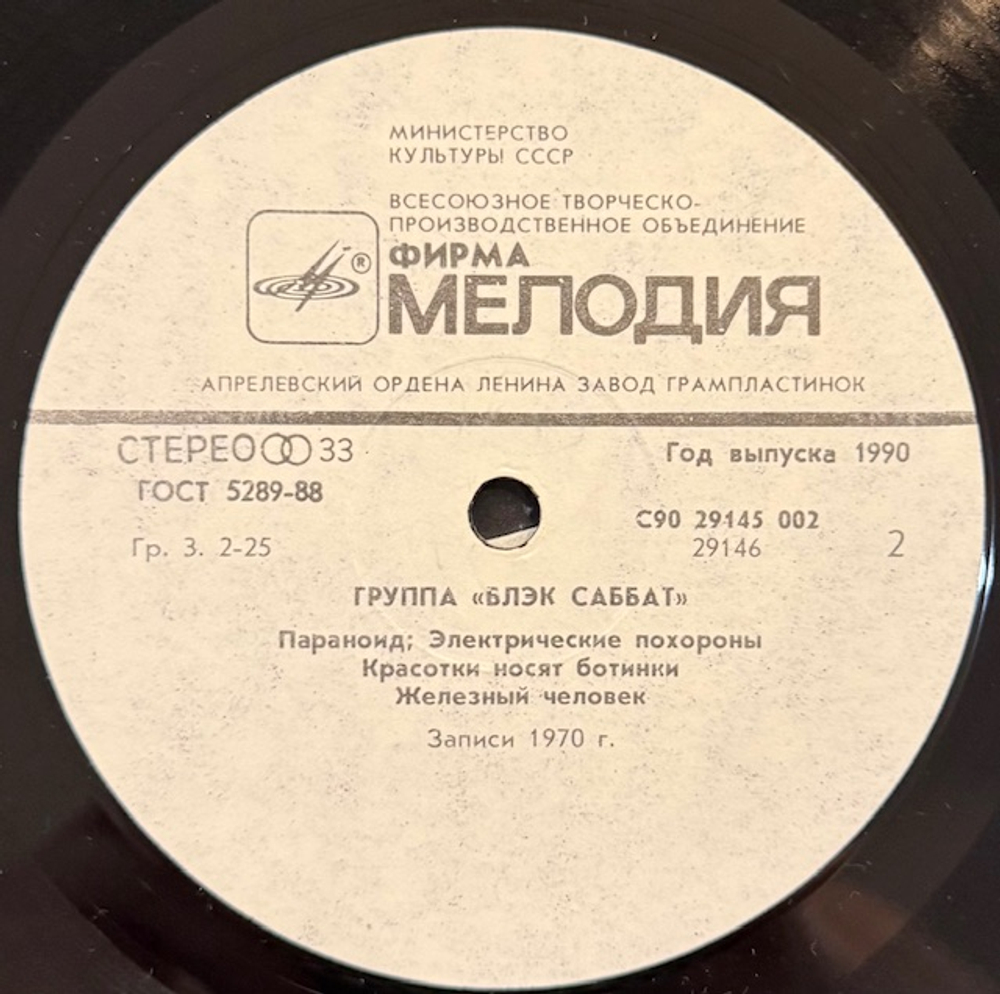 МИНИСТЕРСТВО
КУЛЬТУРЫ СССР
ВСЕСОЮЗНОЕ ТВОРЧЕСКО-
ПРОИЗВОДСТВЕННОЕ ОБЪЕДИНЕНИЕ
ФИРМА
®
МЕЛОДИЯ
АПРЕЛЕВСКИЙ ОРДЕНА ЛЕНИНА ЗАВОД ГРАМПЛАСТИНОК
СТЕРЕО 33
Год выпуска 1990
ГОСТ 5289-88
С90 29145 002
Гр. 3. 2-25
29146
2
ГРУППА «БЛЭК САББАТ»
Параноид; Электрические похороны
Красотки носят ботинки
Железный человек
Записи 1970 г.